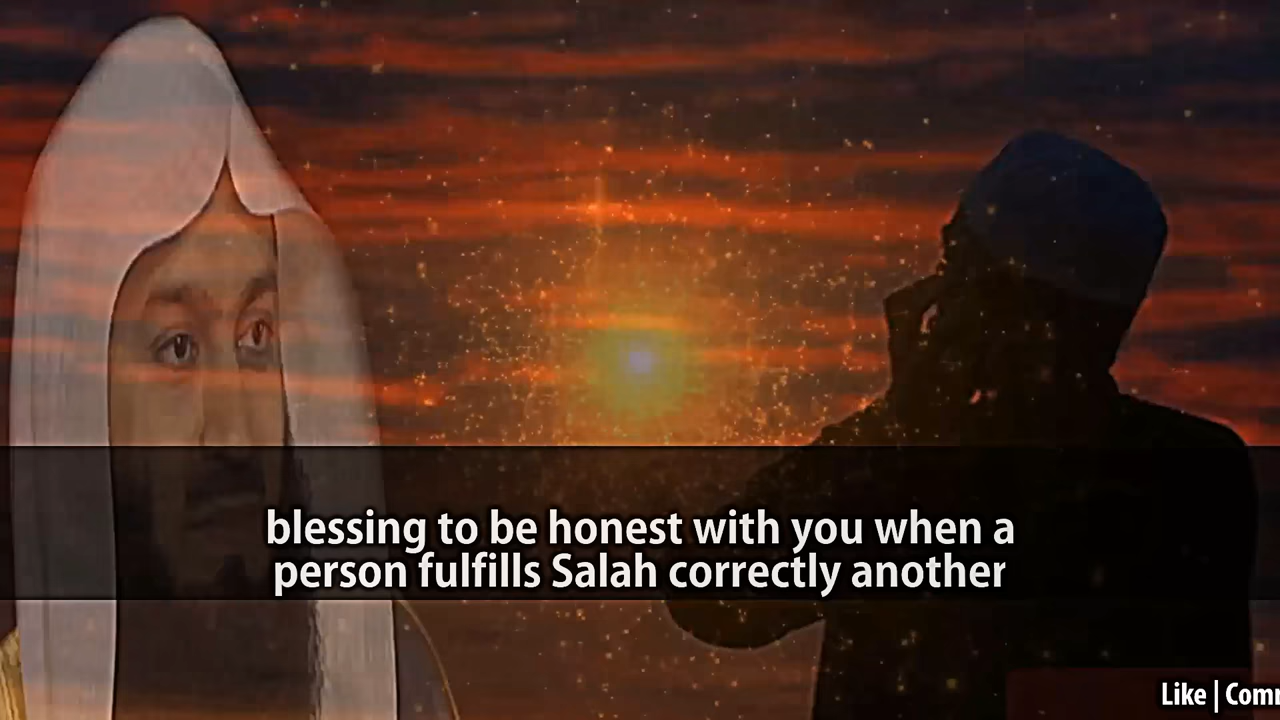 blessing to be honest with you when a
person fulfills Salah correctly another
Like | Comm